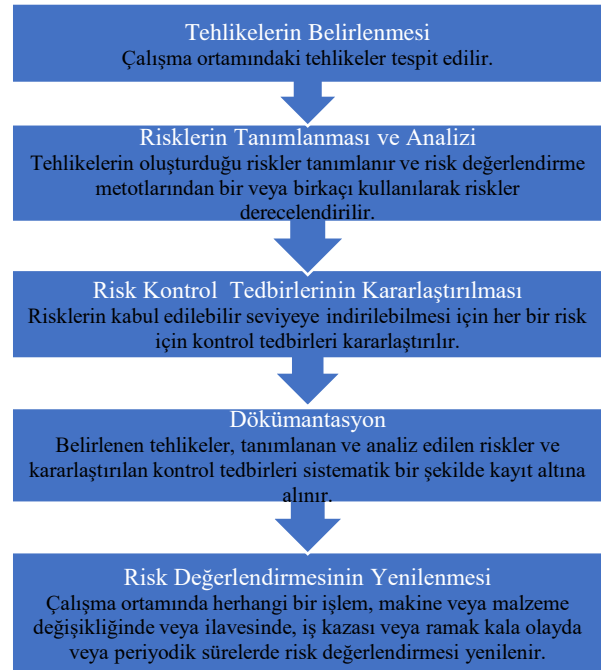 Tehlikelerin Belirlenmesi
Çalışma ortamındaki tehlikeler tespit edilir.
Risklerin Tanımlanması ve Analizi
Tehlikelerin oluşturduğu riskler tanımlanır ve risk değerlendirme
metotlarından bir veya birkaçı kullanılarak riskler
derecelendirilir.
Risk Kontrol Tedbirlerinin Kararlaştırılması
Risklerin kabul edilebilir seviyeye indirilebilmesi için her bir risk
için kontrol tedbirleri kararlaştırılır.
Dökümantasyon
Belirlenen tehlikeler, tanımlanan ve analiz edilen riskler ve
kararlaştırılan kontrol tedbirleri sistematik bir şekilde kayıt altına
alınır.
Risk Değerlendirmesinin Yenilenmesi
Çalışma ortamında herhangi bir işlem, makine veya malzeme
değişikliğinde veya ilavesinde, iş kazası veya ramak kala olayda
veya periyodik sürelerde risk değerlendirmesi yenilenir.